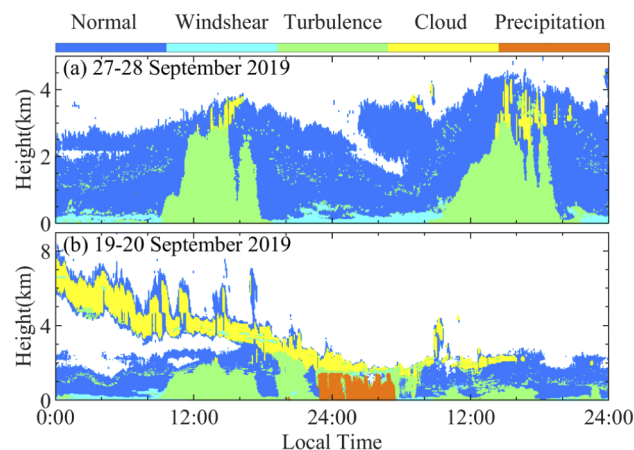 Normal Windshear Turbulence Cloud Precipitation
(a) 27-28 September 2019
4
2
0
Height(km)
(b) 19-20 September 2019
8
4
0
Height(km)
0:00 12:00 24:00 12:00 24:00
Local Time